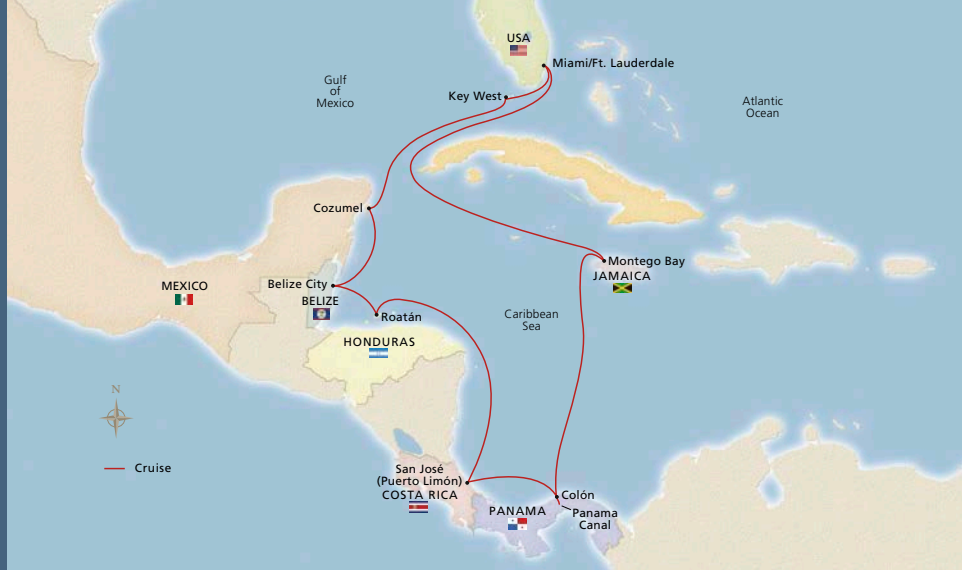 USA
Miami/Ft. Lauderdale
Gulf
of
Mexico
Key West
Atlantic
Ocean
Cozumel
Montego Bay
JAMAICA
MEXICO
Belize City
BELIZE
Roatán
Caribbean
Sea
HONDURAS
N
Cruise
San José
(Puerto Limón)
COSTA RICA
Colón
PANAMA
Panama
Canal